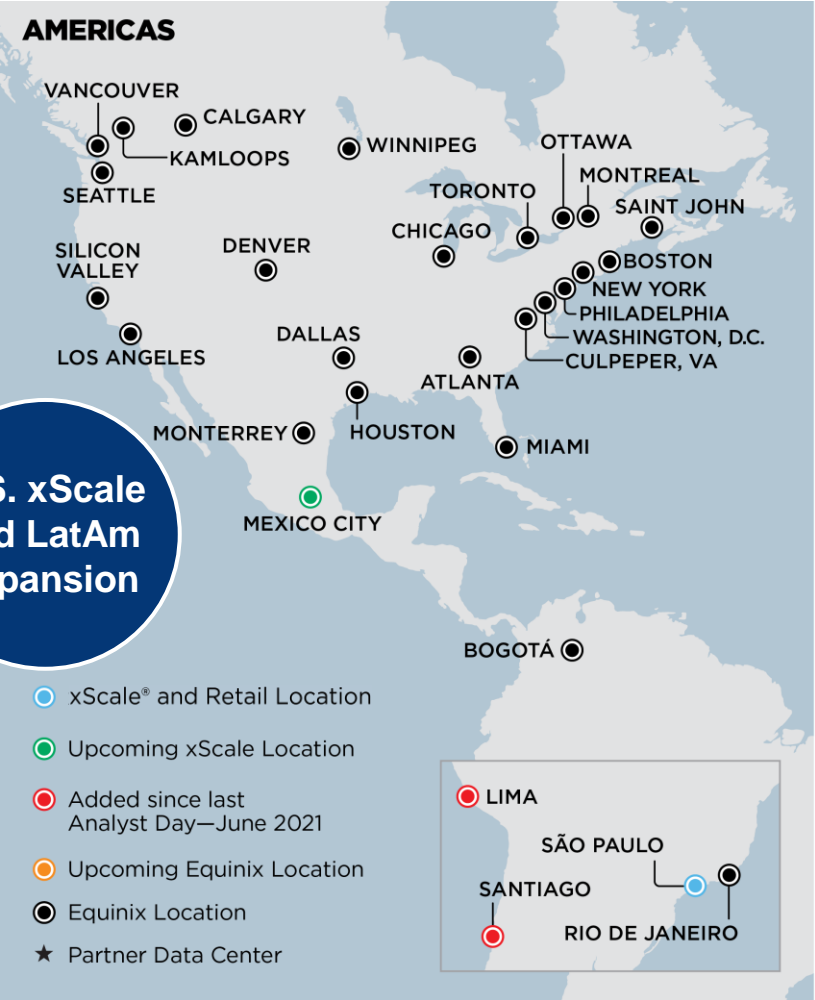 AMERICAS
VANCOUVER
CALGARY
KAMLOOPS
SEATTLE
WINNIPEG
OTTAWA
MONTREAL
TORONTO
SAINT JOHN
CHICAGO
SILICON
VALLEY
DENVER
BOSTON
NEW YORK
PHILADELPHIA
WASHINGTON, D.C.
CULPEPER, VA
LOS ANGELES
DALLAS
ATLANTA
MONTERREY
HOUSTON
MIAMI
S. xScale
d LatAm
pansion
MEXICO CITY
BOGOTÁ
xScale® and Retail Location
Upcoming xScale Location
Added since last
Analyst Day—June 2021
Upcoming Equinix Location
Equinix Location
Partner Data Center
LIMA
SÃO PAULO
SANTIAGO
RIO DE JANEIRO